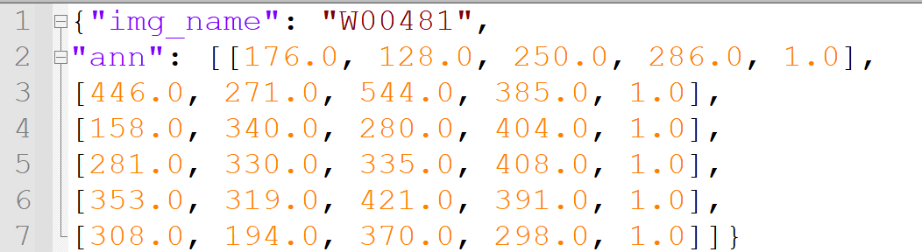 1 {"img_name": "W00481",
2 "ann": [[176.0, 128.0, 250.0, 286.0, 1.0],
3 [446.0, 271.0, 544.0, 385.0, 1.0],
4 [158.0, 340.0, 280.0, 404.0, 1.0],
5 [281.0, 330.0, 335.0, 408.0, 1.0],
6 [353.0, 319.0, 421.0, 391.0, 1.0],
7 [308.0, 194.0, 370.0, 298.0, 1.0]]}